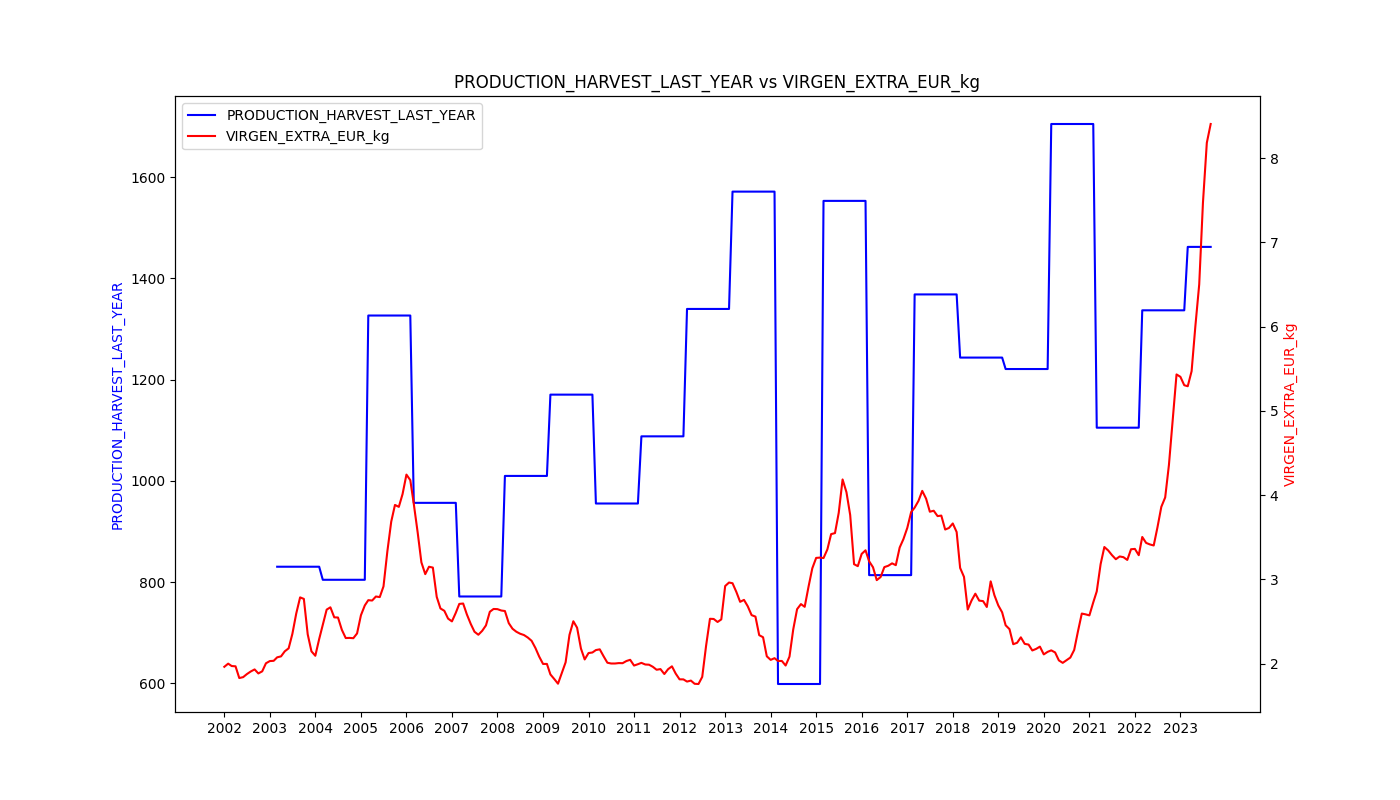 PRODUCTION_HARVEST_LAST_YEAR vs VIRGEN_EXTRA_EUR_kg
PRODUCTION_HARVEST_LAST_YEAR
VIRGEN_EXTRA_EUR_kg
PRODUCTION_HARVEST_LAST_YEAR
1600
1400
1200
1000
800
600
8
7
6
5
4
3
2
VIRGEN_EXTRA_EUR_kg
2002 2003 2004 2005 2006 2007 2008 2009 2010 2011 2012 2013 2014 2015 2016 2017 2018 2019 2020 2021 2022 2023